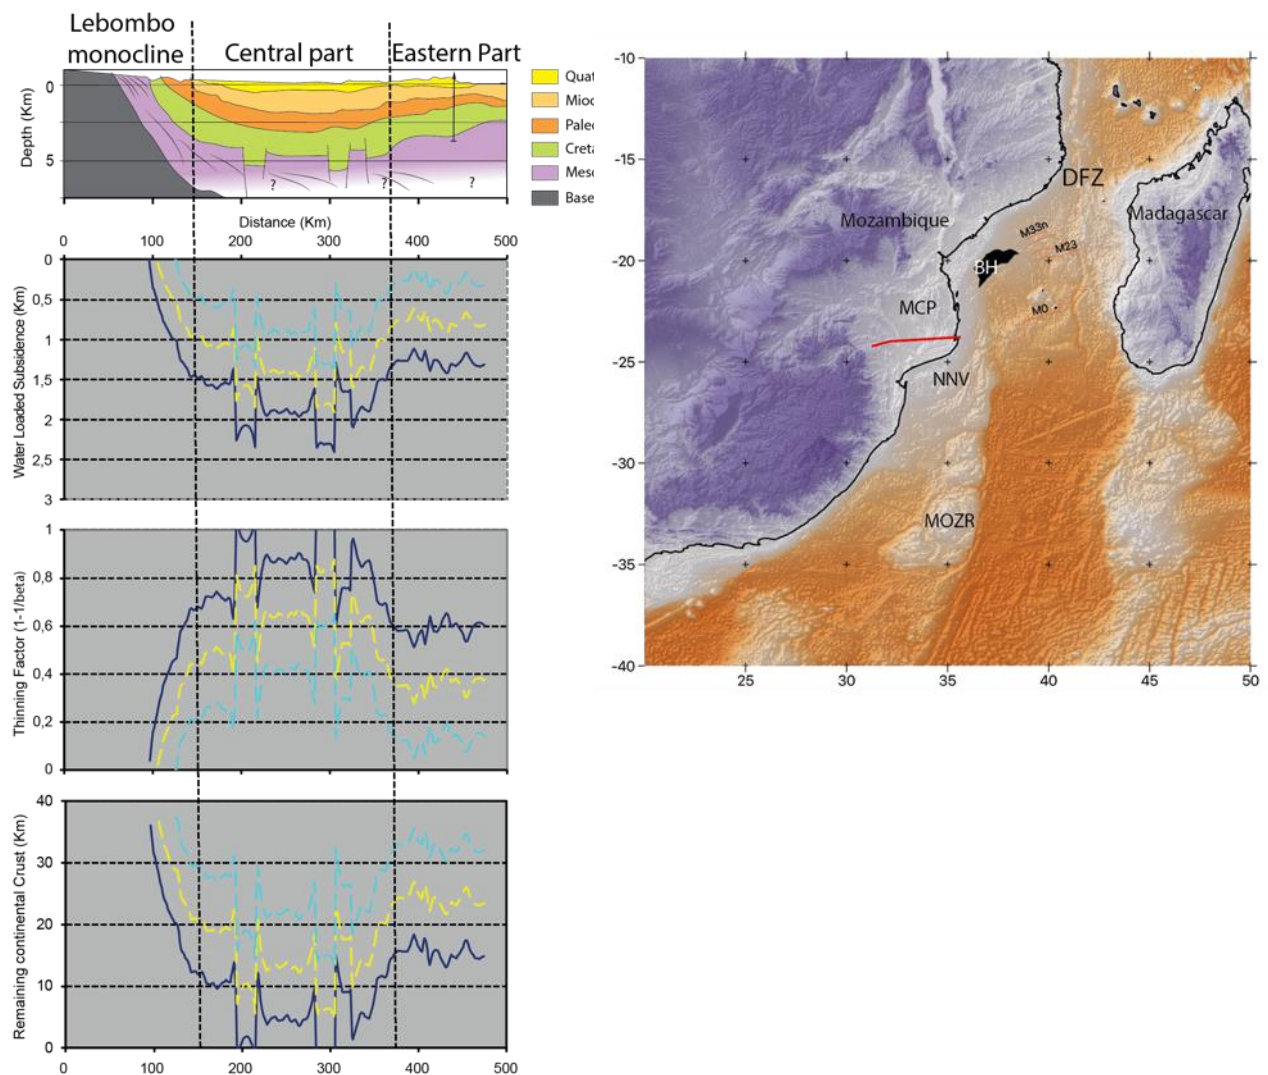 Lebombo
monocline
Central part
Eastern Part
Depth (Km)
0
5
?
?
?
Quat
Mioc
Paleo
Creta
Meso
Base
Distance (Km)
0 100 200 300 400 500
Water Loaded Subsidence (Km)
0
0,5
1
1,5
2
2,5
3
Thinning Factor (1-1/beta)
1
0,8
0,6
0,4
0,2
0
Remaining continental Crust (Km)
40
30
20
10
0
0 100 200 300 400 500
-10
-15
-20
-25
-30
-35
-40
25 30 35 40 45 50
DFZ
Mozambique
Madagascar
M33n
M23
BH
M0
MCP
NNV
MOZR